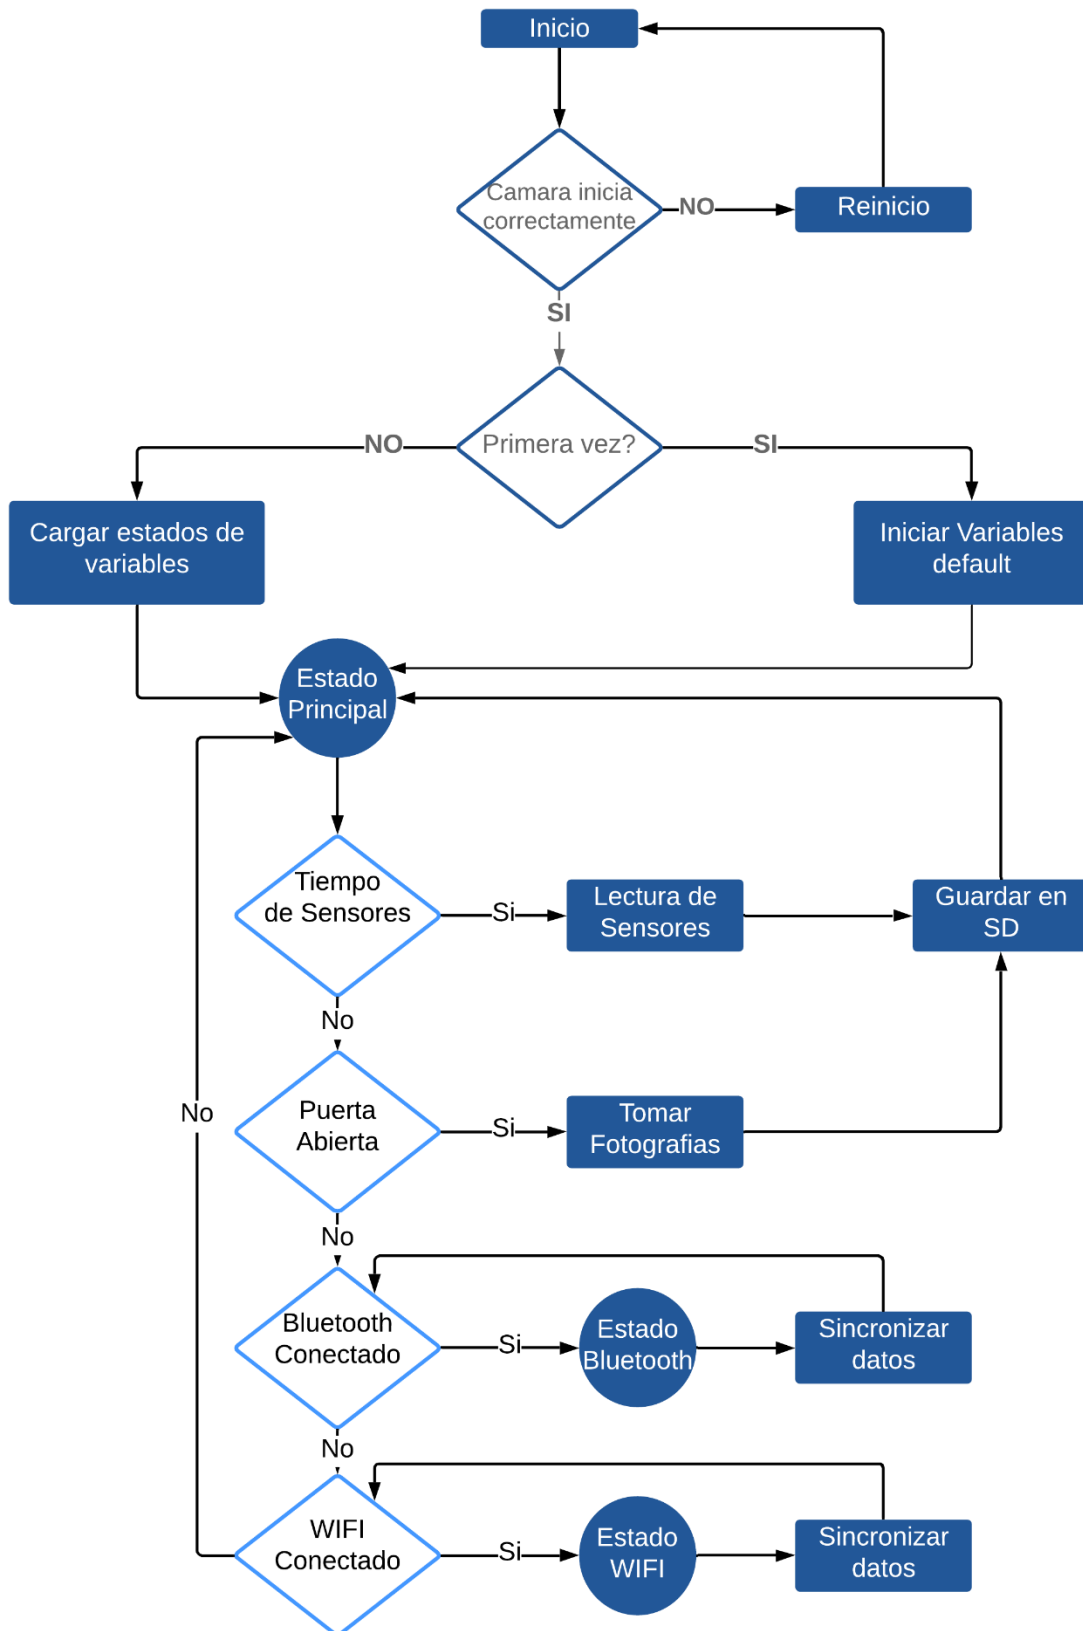 Inicio
Camara inicia
correctamente
NO
Reinicio
SI
Primera vez?
NO
SI
Cargar estados de
variables
Iniciar Variables
default
Estado
Principal
Tiempo
de Sensores
Si
Lectura de
Sensores
Guardar en
SD
No
Puerta
Abierta
Si
Tomar
Fotografias
No
No
Bluetooth
Conectado
Si
Estado
Bluetooth
Sincronizar
datos
No
WIFI
Conectado
Si
Estado
WIFI
Sincronizar
datos